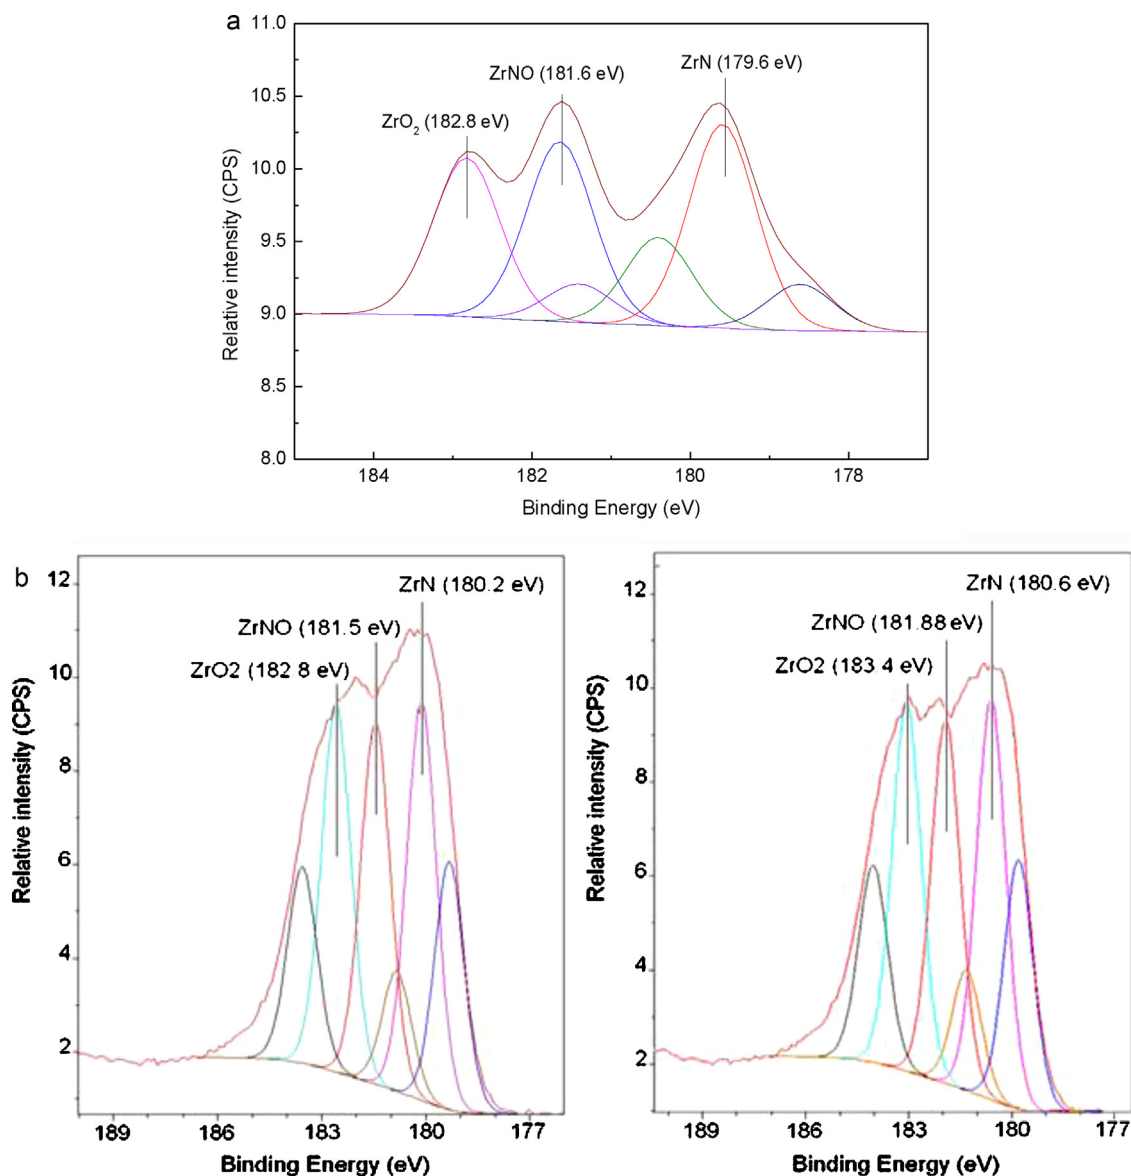 a
11.0
10.5
10.0
9.5
9.0
8.5
8.0
Relative intensity (CPS)
ZrO2 (182.8 eV)
ZrNO (181.6 eV)
ZrN (179.6 eV)
184 182 180 178
Binding Energy (eV)
b
12
10
8
6
4
2
Relative intensity (CPS)
ZrN (180.2 eV)
ZrNO (181.5 eV)
ZrO2 (182 8 eV)
189 186 183 180 177
Binding Energy (eV)
12
10
8
6
4
2
Relative intensity (CPS)
ZrN (180.6 eV)
ZrNO (181.88 eV)
ZrO2 (183.4 eV)
189 186 183 180 177
Binding Energy (eV)